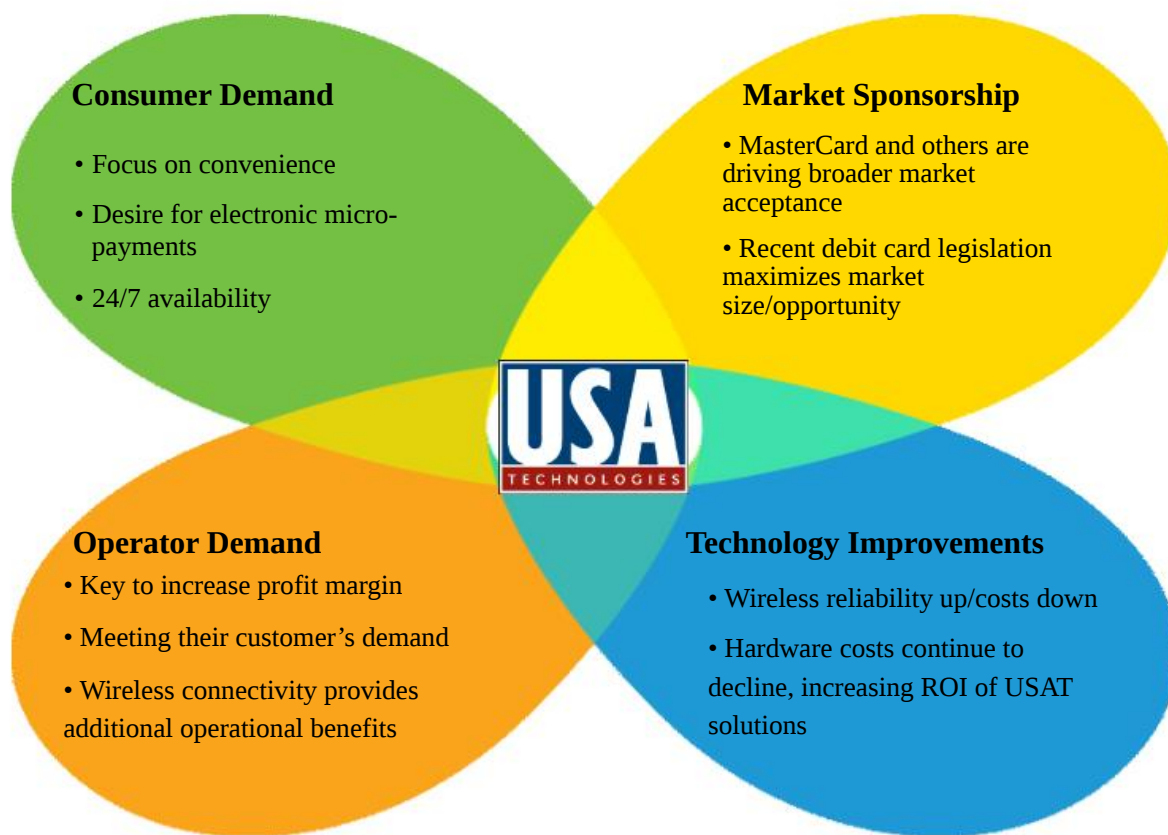 Consumer Demand
• Focus on convenience
• Desire for electronic micro-
payments
• 24/7 availability
Market Sponsorship
• MasterCard and others are
driving broader market
acceptance
• Recent debit card legislation
maximizes market
size/opportunity
USA
TECHNOLOGIES
Operator Demand
• Key to increase profit margin
• Meeting their customer’s demand
• Wireless connectivity provides
additional operational benefits
Technology Improvements
• Wireless reliability up/costs down
• Hardware costs continue to
decline, increasing ROI of USAT
solutions